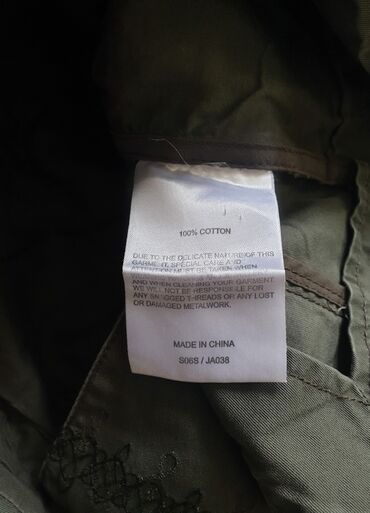 100% COTTON
DUE TO THE DELICATE NATURE OF THIS
GARMENT, SPECIAL CARE AND
ATTENTION MUST BE TAKEN WHEN
AND WHEN CLEANING YOUR GARMENT
WE WILL NOT BE RESPONSIBLE FOR
ANY SNAGGED THREADS OR ANY LOST
OR DAMAGED METALWORK.
MADE IN CHINA
S06S / JA038